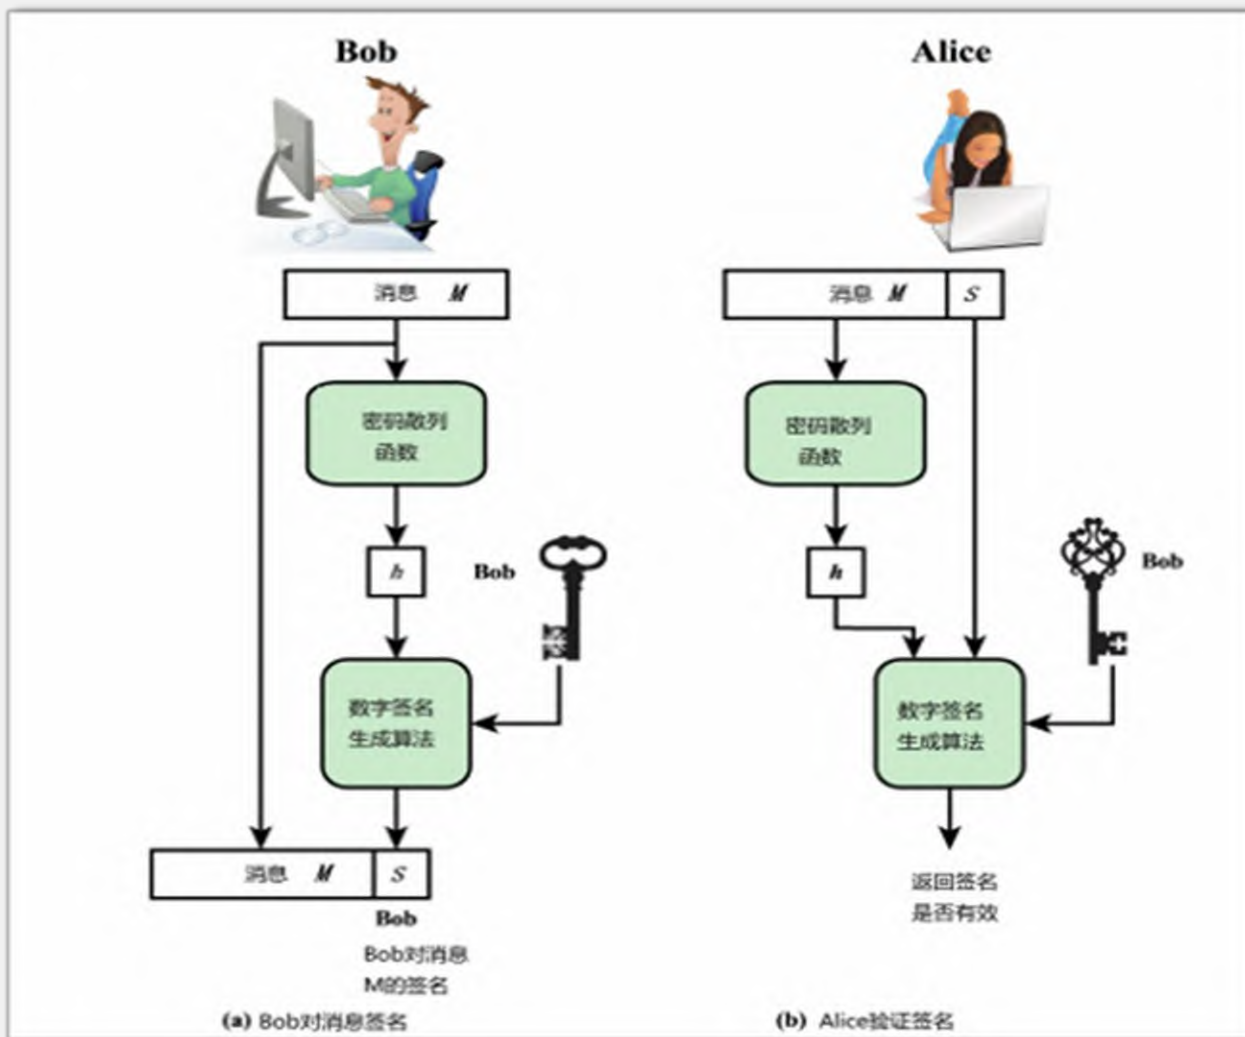 Bob
消息 M
密码散列
函数
h
Bob
数字签名
生成算法
消息 M S
Bob
Bob对消息
M的签名
(a) Bob对消息签名
Alice
消息 M S
密码散列
函数
h
Bob
数字签名
生成算法
返回签名
是否有效
(b) Alice验证签名